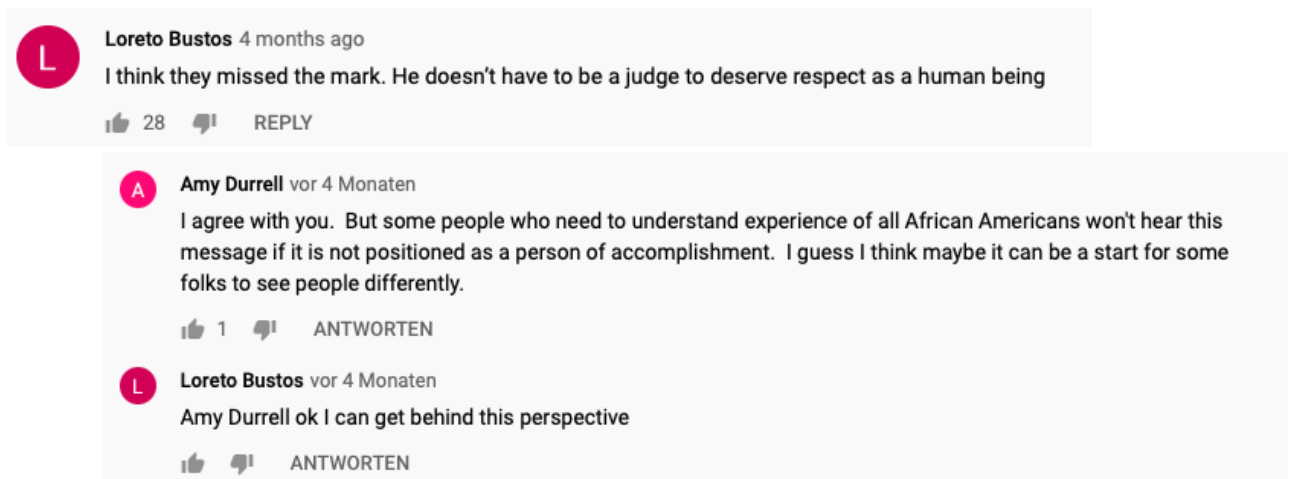 L
Loreto Bustos 4 months ago
I think they missed the mark. He doesn’t have to be a judge to deserve respect as a human being
28 REPLY
A
Amy Durrell vor 4 Monaten
I agree with you. But some people who need to understand experience of all African Americans won't hear this
message if it is not positioned as a person of accomplishment. I guess I think maybe it can be a start for some
folks to see people differently.
1 ANTWORTEN
L
Loreto Bustos vor 4 Monaten
Amy Durrell ok I can get behind this perspective
ANTWORTEN